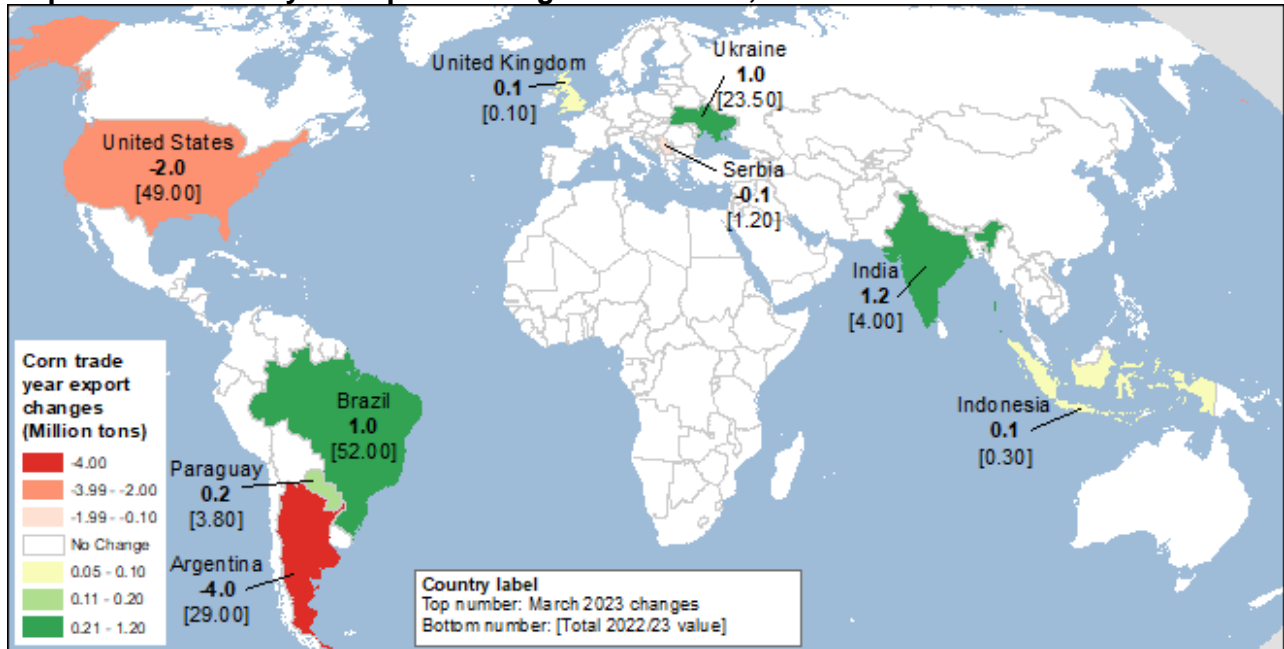 United Kingdom
0.1
[0.10]
Ukraine
1.0
[23.50]
United States
-2.0
[49.00]
Serbia
-0.1
[1.20]
India
1.2
[4.00]
Brazil
1.0
[52.00]
Indonesia
0.1
[0.30]
Paraguay
0.2
[3.80]
Argentina
-4.0
[29.00]
Corn trade
year export
changes
(Million tons)
-4.00
-3.99 - -2.00
-1.99 - -0.10
No Change
0.05 - 0.10
0.11 - 0.20
0.21 - 1.20
Country label
Top number: March 2023 changes
Bottom number: [Total 2022/23 value]